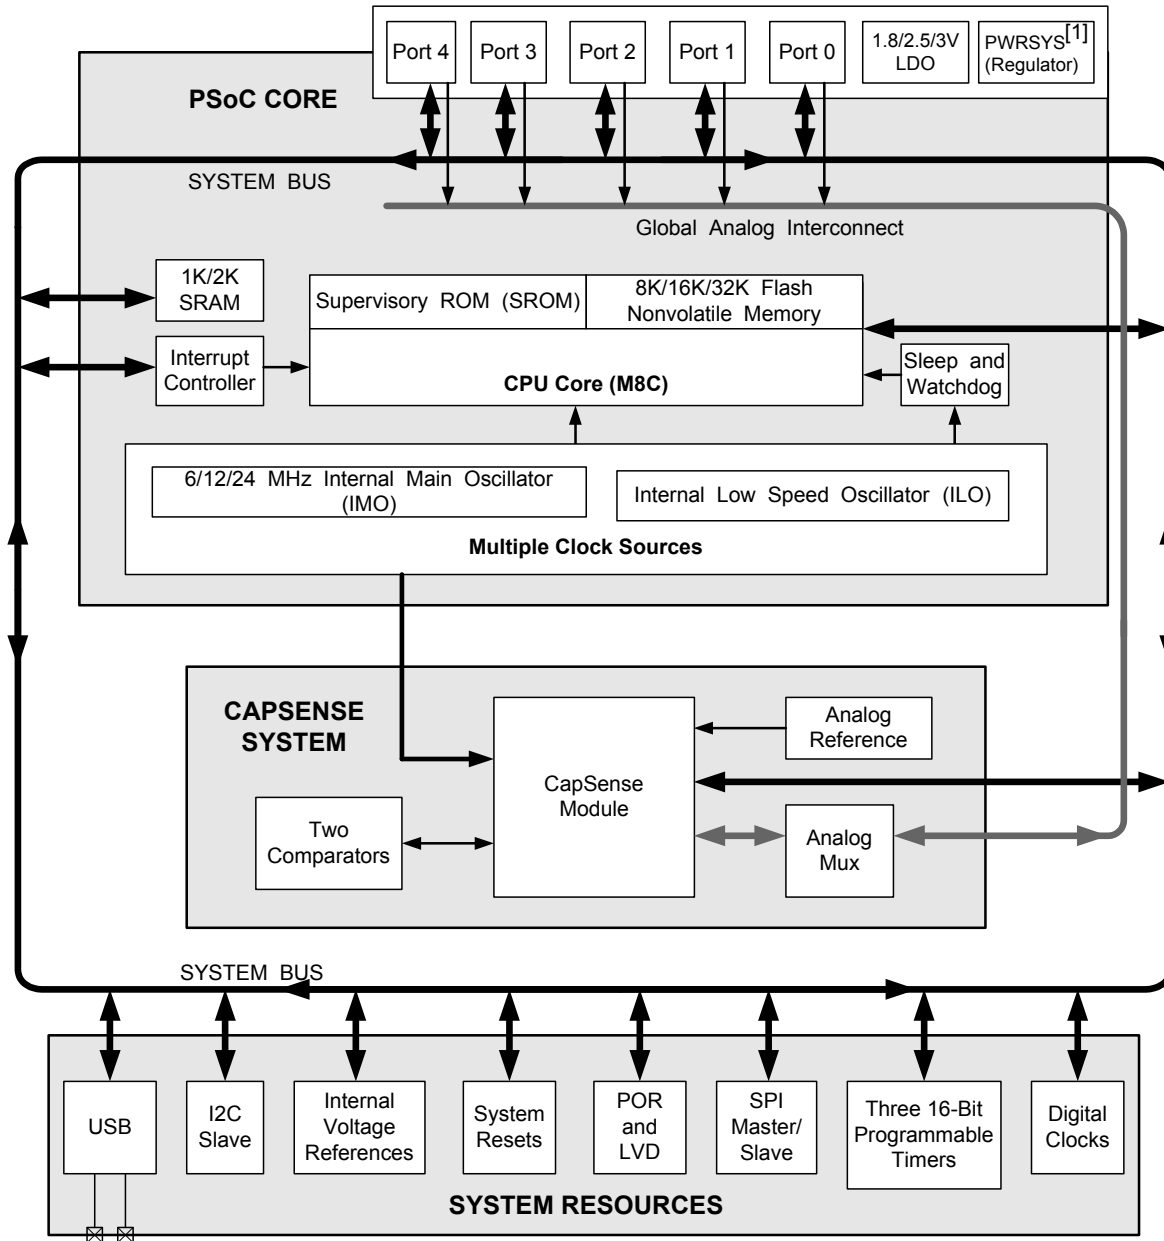 Port 4
Port 3
Port 2
Port 1
Port 0
1.8/2.5/3V
LDO
PWRSYS[1]
(Regulator)
PSoC CORE
SYSTEM BUS
Global Analog Interconnect
1K/2K
SRAM
Supervisory ROM (SROM)
8K/16K/32K Flash
Nonvolatile Memory
Interrupt
Controller
CPU Core (M8C)
Sleep and
Watchdog
6/12/24 MHz Internal Main Oscillator
(IMO)
Internal Low Speed Oscillator (ILO)
Multiple Clock Sources
CAPSENSE
SYSTEM
Analog
Reference
CapSense
Module
Two
Comparators
Analog
Mux
SYSTEM BUS
USB
I2C
Slave
Internal
Voltage
References
System
Resets
POR
and
LVD
SPI
Master/
Slave
Three 16-Bit
Programmable
Timers
Digital
Clocks
SYSTEM RESOURCES